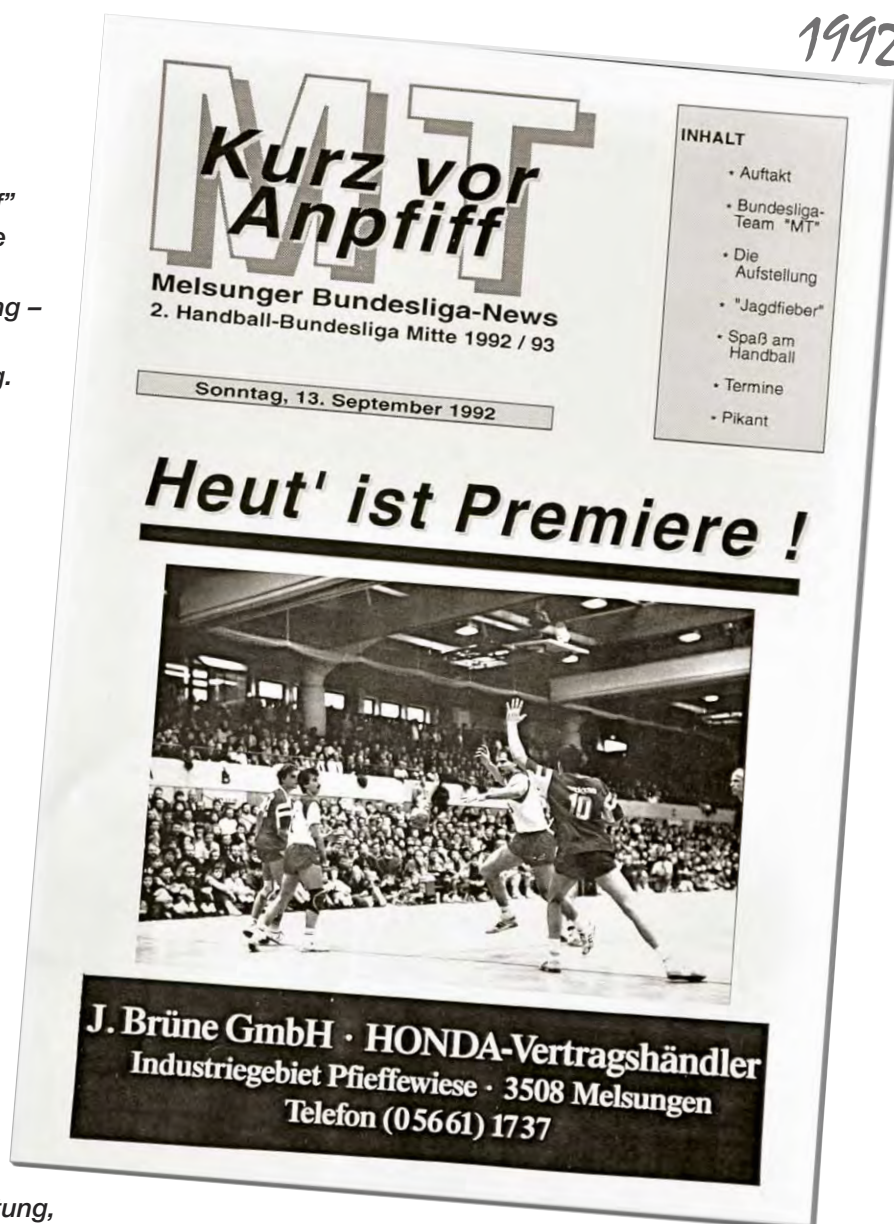 1992
f”
e
ng –
g.
MT
Kurz vor
Anpfiff
Melsunger Bundesliga-News
2. Handball-Bundesliga Mitte 1992 / 93
Sonntag, 13. September 1992
INHALT
• Auftakt
• Bundesliga-
Team "MT"
• Die
Aufstellung
• "Jagdfieber"
• Spaß am
Handball
• Termine
• Pikant
Heut' ist Premiere !
10
J. Brüne GmbH · HONDA-Vertragshändler
Industriegebiet Pfieffewiese · 3508 Melsungen
Telefon (05661) 1737
tung,